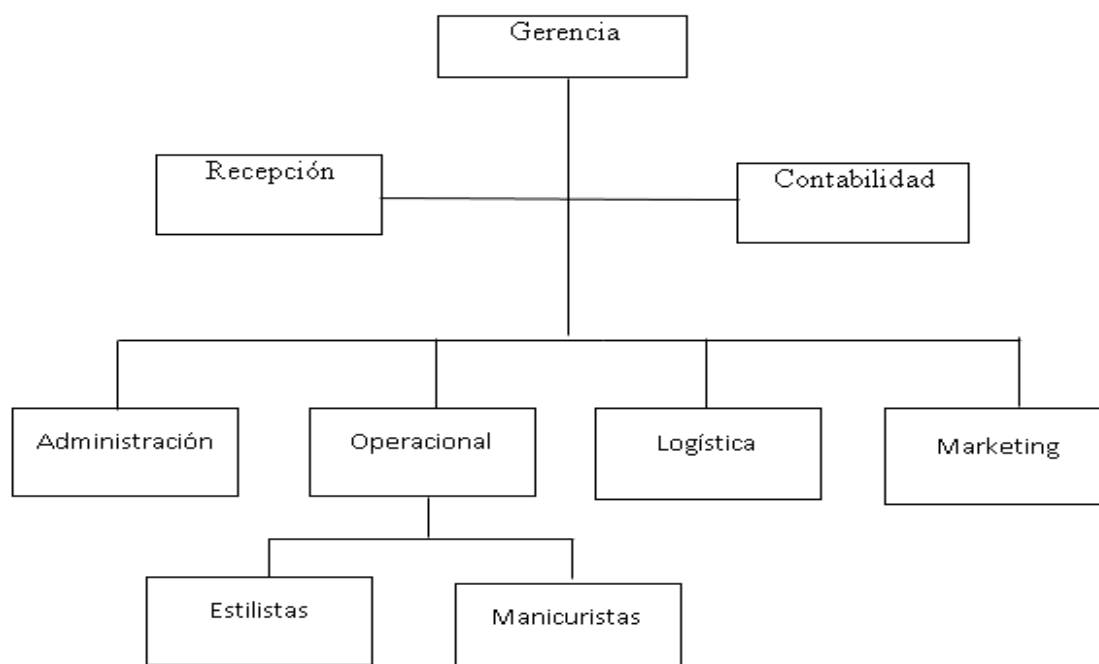 Gerencia
Recepción
Contabilidad
Administración
Operacional
Logística
Marketing
Estilistas
Manicuristas